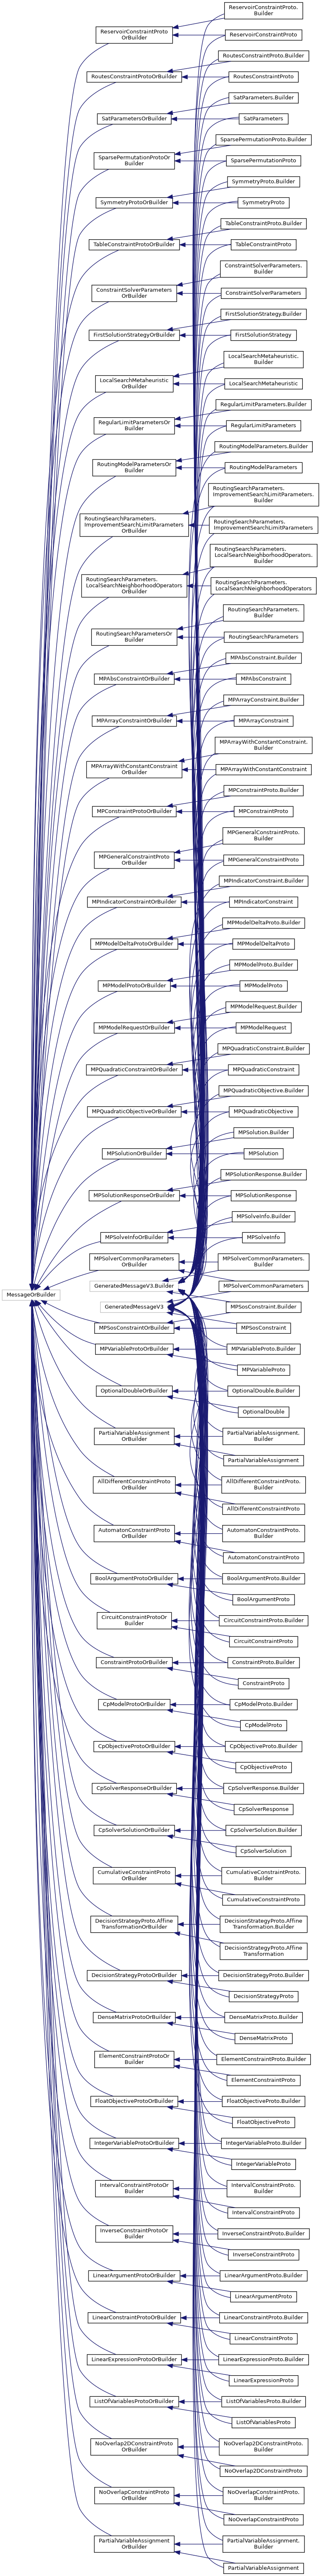 ReservoirConstraintProto.
Builder
ReservoirConstraintProto
OrBuilder
ReservoirConstraintProto
RoutesConstraintProto.Builder
RoutesConstraintProtoOrBuilder
RoutesConstraintProto
SatParameters.Builder
SatParametersOrBuilder
SatParameters
SparsePermutationProto.Builder
SparsePermutationProtoOr
Builder
SparsePermutationProto
SymmetryProto.Builder
SymmetryProtoOrBuilder
SymmetryProto
TableConstraintProto.Builder
TableConstraintProtoOrBuilder
TableConstraintProto
ConstraintSolverParameters.
Builder
ConstraintSolverParameters
OrBuilder
ConstraintSolverParameters
FirstSolutionStrategy.Builder
FirstSolutionStrategyOrBuilder
FirstSolutionStrategy
LocalSearchMetaheuristic.
Builder
LocalSearchMetaheuristic
OrBuilder
LocalSearchMetaheuristic
RegularLimitParameters.Builder
RegularLimitParametersOr
Builder
RegularLimitParameters
RoutingModelParameters.Builder
RoutingModelParametersOr
Builder
RoutingModelParameters
RoutingSearchParameters.
ImprovementSearchLimitParameters.
Builder
RoutingSearchParameters.
ImprovementSearchLimitParameters
OrBuilder
RoutingSearchParameters.
ImprovementSearchLimitParameters
RoutingSearchParameters.
LocalSearchNeighborhoodOperators.
Builder
RoutingSearchParameters.
LocalSearchNeighborhoodOperators
OrBuilder
RoutingSearchParameters.
LocalSearchNeighborhoodOperators
RoutingSearchParameters.
Builder
RoutingSearchParametersOr
Builder
RoutingSearchParameters
MPAbsConstraint.Builder
MPAbsConstraintOrBuilder
MPAbsConstraint
MPArrayConstraint.Builder
MPArrayConstraintOrBuilder
MPArrayConstraint
MPArrayWithConstantConstraint.
Builder
MPArrayWithConstantConstraint
OrBuilder
MPArrayWithConstantConstraint
MPConstraintProto.Builder
MPConstraintProtoOrBuilder
MPConstraintProto
MPGeneralConstraintProto.
Builder
MPGeneralConstraintProto
OrBuilder
MPGeneralConstraintProto
MPIndicatorConstraint.Builder
MPIndicatorConstraintOrBuilder
MPIndicatorConstraint
MPModelDeltaProto.Builder
MPModelDeltaProtoOrBuilder
MPModelDeltaProto
MPModelProto.Builder
MPModelProtoOrBuilder
MPModelProto
MPModelRequest.Builder
MPModelRequestOrBuilder
MPModelRequest
MPQuadraticConstraint.Builder
MPQuadraticConstraintOrBuilder
MPQuadraticConstraint
MPQuadraticObjective.Builder
MPQuadraticObjectiveOrBuilder
MPQuadraticObjective
MPSolution.Builder
MPSolutionOrBuilder
MPSolution
MPSolutionResponse.Builder
MPSolutionResponseOrBuilder
MPSolutionResponse
MPSolveInfo.Builder
MPSolveInfoOrBuilder
MPSolveInfo
MPSolverCommonParameters
OrBuilder
MPSolverCommonParameters.
Builder
GeneratedMessageV3.Builder
MPSolverCommonParameters
MessageOrBuilder
GeneratedMessageV3
MPSosConstraint.Builder
MPSosConstraintOrBuilder
MPSosConstraint
MPVariableProtoOrBuilder
MPVariableProto.Builder
MPVariableProto
OptionalDoubleOrBuilder
OptionalDouble.Builder
OptionalDouble
PartialVariableAssignment
OrBuilder
PartialVariableAssignment.
Builder
PartialVariableAssignment
AllDifferentConstraintProto
OrBuilder
AllDifferentConstraintProto.
Builder
AllDifferentConstraintProto
AutomatonConstraintProto
OrBuilder
AutomatonConstraintProto.
Builder
AutomatonConstraintProto
BoolArgumentProtoOrBuilder
BoolArgumentProto.Builder
BoolArgumentProto
CircuitConstraintProtoOr
Builder
CircuitConstraintProto.Builder
CircuitConstraintProto
ConstraintProtoOrBuilder
ConstraintProto.Builder
ConstraintProto
CpModelProtoOrBuilder
CpModelProto.Builder
CpModelProto
CpObjectiveProtoOrBuilder
CpObjectiveProto.Builder
CpObjectiveProto
CpSolverResponseOrBuilder
CpSolverResponse.Builder
CpSolverResponse
CpSolverSolutionOrBuilder
CpSolverSolution.Builder
CpSolverSolution
CumulativeConstraintProto
OrBuilder
CumulativeConstraintProto.
Builder
CumulativeConstraintProto
DecisionStrategyProto.Affine
TransformationOrBuilder
DecisionStrategyProto.Affine
Transformation.Builder
DecisionStrategyProto.Affine
Transformation
DecisionStrategyProtoOrBuilder
DecisionStrategyProto.Builder
DecisionStrategyProto
DenseMatrixProtoOrBuilder
DenseMatrixProto.Builder
DenseMatrixProto
ElementConstraintProtoOr
Builder
ElementConstraintProto.Builder
ElementConstraintProto
FloatObjectiveProtoOrBuilder
FloatObjectiveProto.Builder
FloatObjectiveProto
IntegerVariableProtoOrBuilder
IntegerVariableProto.Builder
IntegerVariableProto
IntervalConstraintProtoOr
Builder
IntervalConstraintProto.
Builder
IntervalConstraintProto
InverseConstraintProtoOr
Builder
InverseConstraintProto.Builder
InverseConstraintProto
LinearArgumentProtoOrBuilder
LinearArgumentProto.Builder
LinearArgumentProto
LinearConstraintProtoOrBuilder
LinearConstraintProto.Builder
LinearConstraintProto
LinearExpressionProtoOrBuilder
LinearExpressionProto.Builder
LinearExpressionProto
ListOfVariablesProtoOrBuilder
ListOfVariablesProto.Builder
ListOfVariablesProto
NoOverlap2DConstraintProto
OrBuilder
NoOverlap2DConstraintProto.
Builder
NoOverlap2DConstraintProto
NoOverlapConstraintProto
OrBuilder
NoOverlapConstraintProto.
Builder
NoOverlapConstraintProto
PartialVariableAssignment
OrBuilder
PartialVariableAssignment.
Builder
PartialVariableAssignment